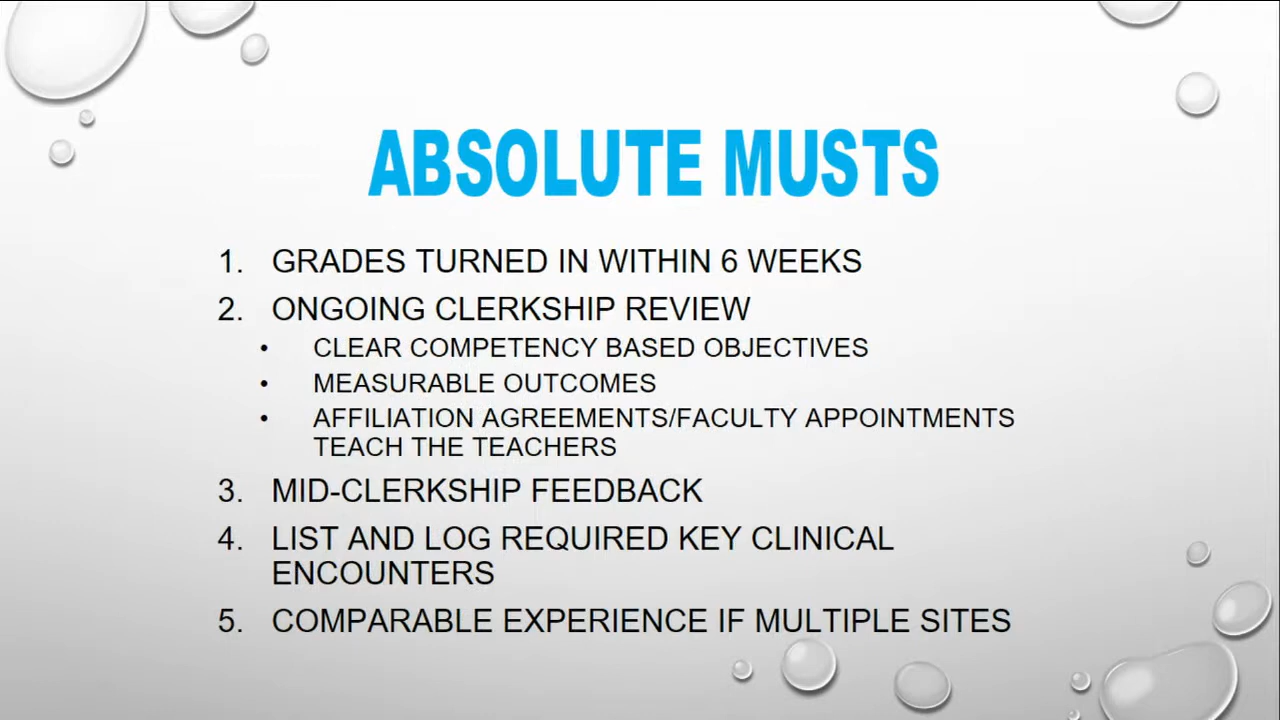 ABSOLUTE MUSTS
1. GRADES TURNED IN WITHIN 6 WEEKS
2. ONGOING CLERKSHIP REVIEW
• CLEAR COMPETENCY BASED OBJECTIVES
• MEASURABLE OUTCOMES
• AFFILIATION AGREEMENTS/FACULTY APPOINTMENTS
TEACH THE TEACHERS
3. MID-CLERKSHIP FEEDBACK
4. LIST AND LOG REQUIRED KEY CLINICAL
ENCOUNTERS
5. COMPARABLE EXPERIENCE IF MULTIPLE SITES